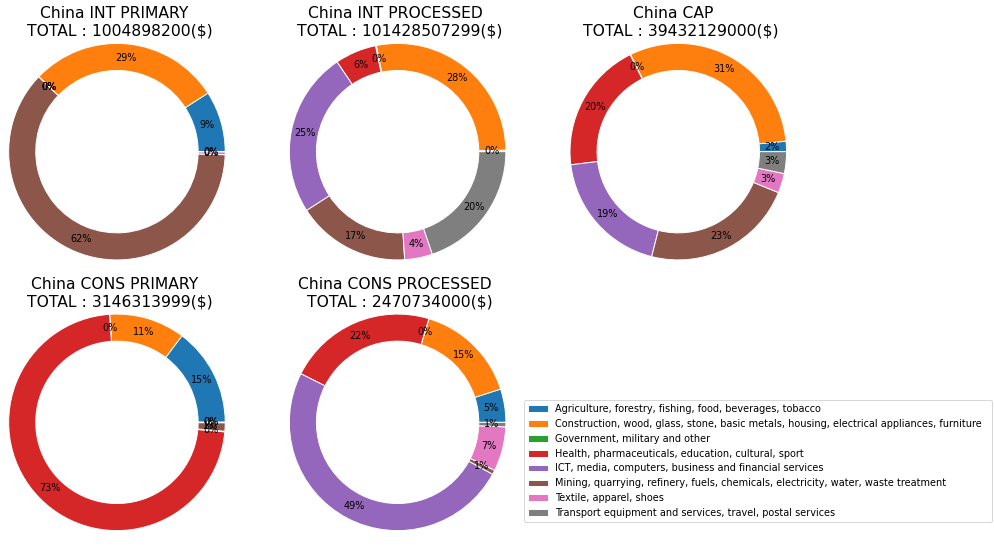 China INT PRIMARY
TOTAL : 1004898200($)
29%
0%
0%
9%
0%
0%
62%
China INT PROCESSED
TOTAL : 101428507299($)
6%
0%
28%
25%
0%
20%
17%
4%
China CAP
TOTAL : 39432129000($)
0%
31%
20%
2%
3%
3%
19%
23%
China CONS PRIMARY
TOTAL : 3146313999($)
0%
11%
15%
0%
0%
73%
China CONS PROCESSED
TOTAL : 2470734000($)
22%
0%
15%
5%
1%
7%
1%
49%
Agriculture, forestry, fishing, food, beverages, tobacco
Construction, wood, glass, stone, basic metals, housing, electrical appliances, furniture
Government, military and other
Health, pharmaceuticals, education, cultural, sport
ICT, media, computers, business and financial services
Mining, quarrying, refinery, fuels, chemicals, electricity, water, waste treatment
Textile, apparel, shoes
Transport equipment and services, travel, postal services